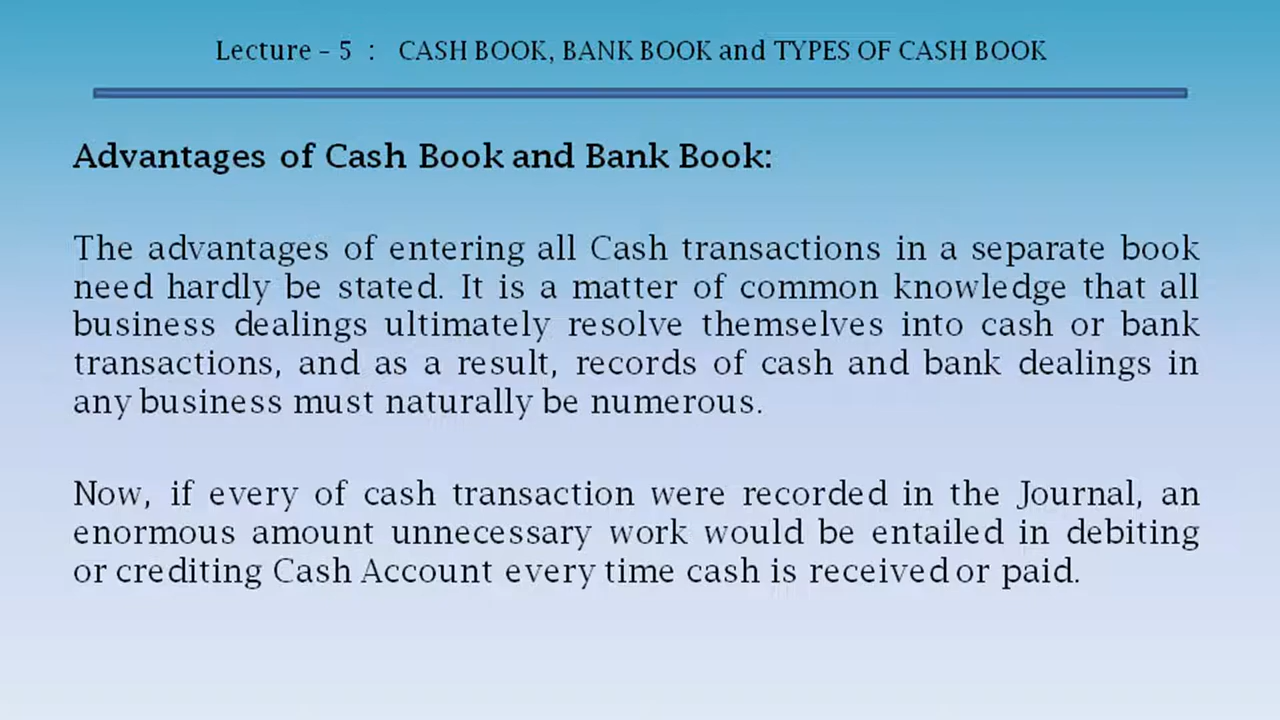 Lecture – 5 : CASH BOOK, BANK BOOK and TYPES OF CASH BOOK
Advantages of Cash Book and Bank Book:
The advantages of entering all Cash transactions in a separate book
need hardly be stated. It is a matter of common knowledge that all
business dealings ultimately resolve themselves into cash or bank
transactions, and as a result, records of cash and bank dealings in
any business must naturally be numerous.
Now, if every of cash transaction were recorded in the Journal, an
enormous amount unnecessary work would be entailed in debiting
or crediting Cash Account every time cash is received or paid.